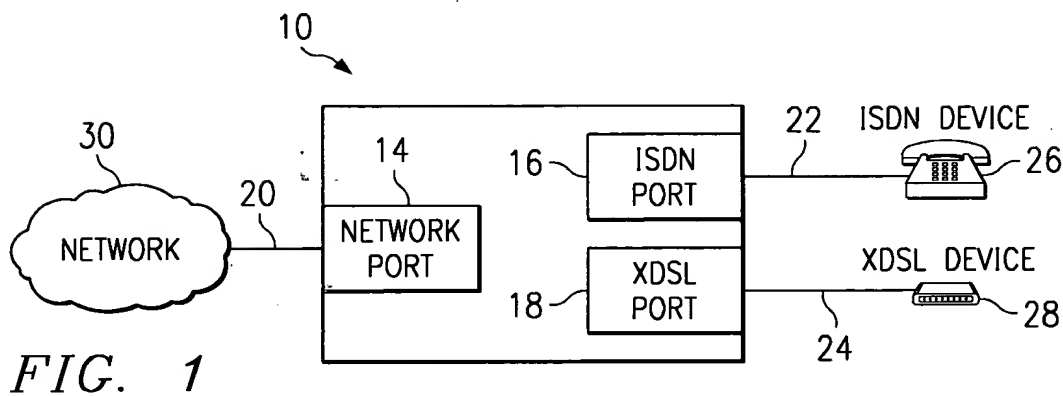 10
30
20
14
NETWORK
NETWORK
PORT
16
ISDN
PORT
22
ISDN DEVICE
26
18
XDSL
PORT
XDSL DEVICE
24
28
FIG. 1